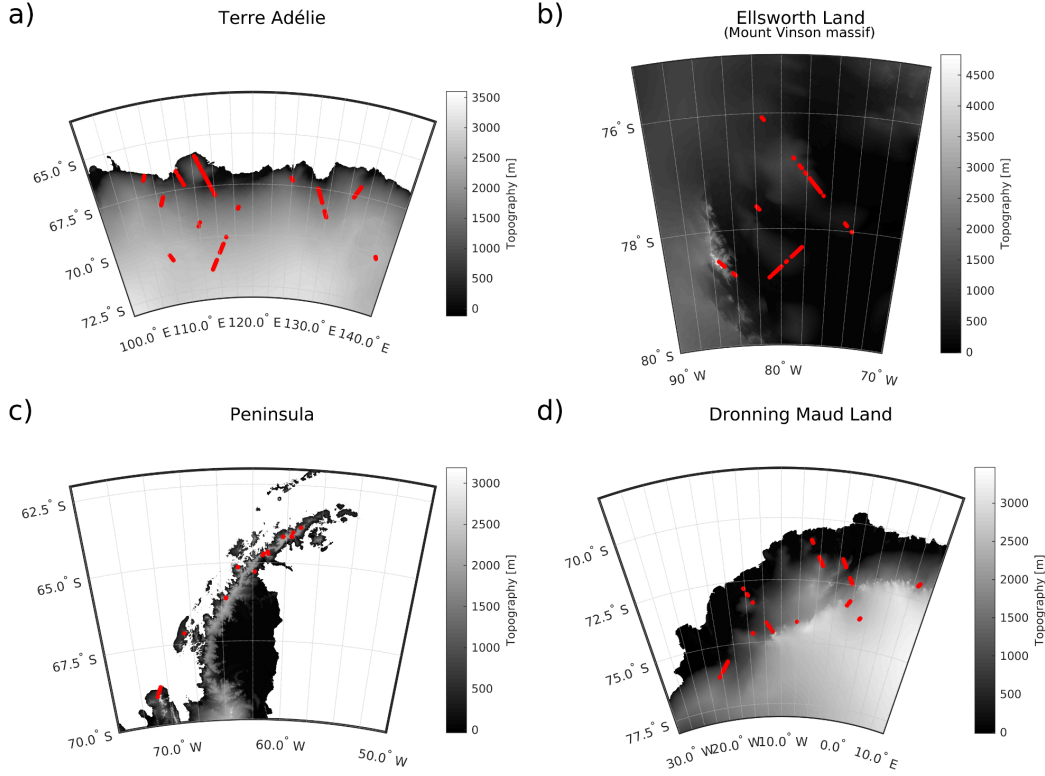 a)
Terre Adélie
65.0° S
67.5° S
70.0° S
72.5° S
100.0° E
110.0° E
120.0° E
130.0° E
140.0° E
3500
3000
2500
2000
1500
1000
500
0
Topography [m]
b)
Ellsworth Land
(Mount Vinson massif)
76° S
78° S
80° S
90° W
80° W
70° W
4500
4000
3500
3000
2500
2000
1500
1000
500
0
Topography [m]
c)
Peninsula
62.5° S
65.0° S
67.5° S
70.0° S
70.0° W
60.0° W
50.0° W
3000
2500
2000
1500
1000
500
0
Topography [m]
d)
Dronning Maud Land
70.0° S
72.5° S
75.0° S
77.5° S
30.0° W
20.0° W
10.0° W
0.0° E
10.0° E
3000
2500
2000
1500
1000
500
0
Topography [m]